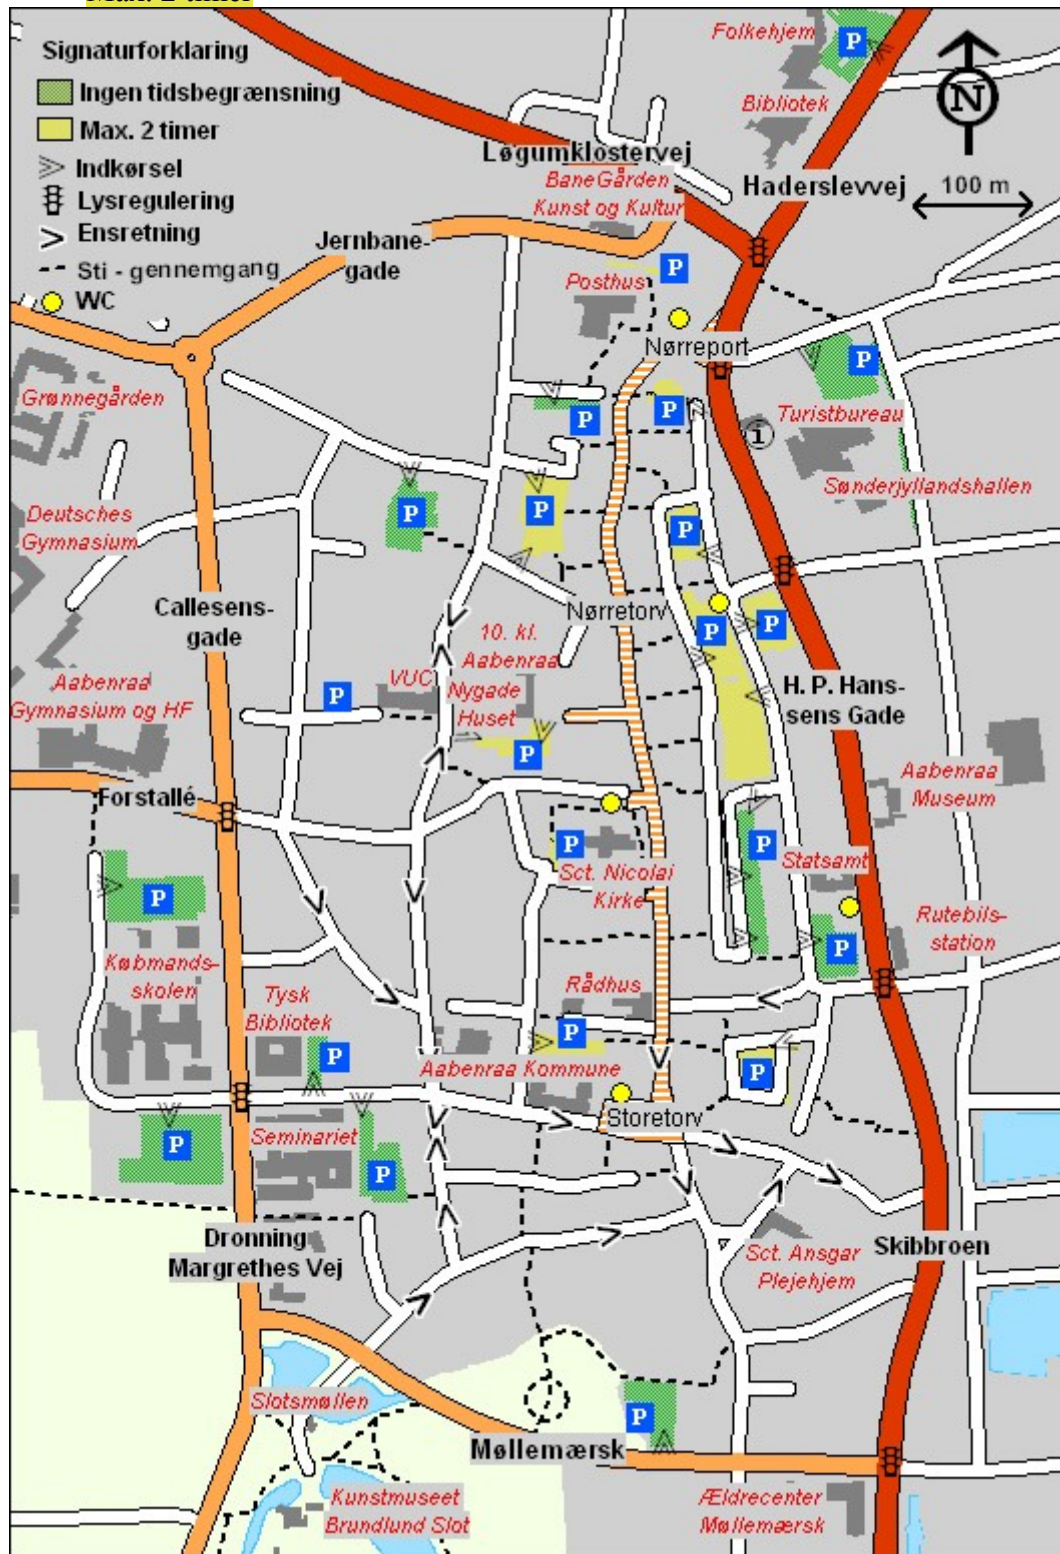 Max. 2 timer
Signaturforklaring
Ingen tidsbegrænsning
Max. 2 timer
Indkørsel
Lysregulering
Ensretning
Sti - gennemgang
WC
Folkehjem
P
Bibliotek
N
100 m
Løgumklostervej
Haderslevvej
BaneGården
Kunst og Kultur
Jernbane-
gade
P
Posthus
Nørreport
P
Grønnegården
P
P
Turistbureau
i
Sønderjyllandshallen
Deutsches
Gymnasium
P
P
P
Callesens-
gade
Nørretorv
P
P
10. kl.
Aabenraa
VUC
Nygade
Huset
P
Aabenraa
Gymnasium og HF
H. P. Hans-
sens Gade
P
Aabenraa
Museum
Forstallé
P
P
Statsamt
Sct. Nicolai
Kirke
P
Rutebils-
station
P
Købmands-
skolen
Rådhus
Tysk
Bibliotek
P
P
Aabenraa Kommune
P
Storetorv
Seminariet
P
P
Dronning
Margrethes Vej
Sct. Ansgar
Plejehjem
Skibbroen
Slotsmøllen
P
Møllemærsk
Kunstmuseet
Brundlund Slot
Ældrecenter
Møllemærsk